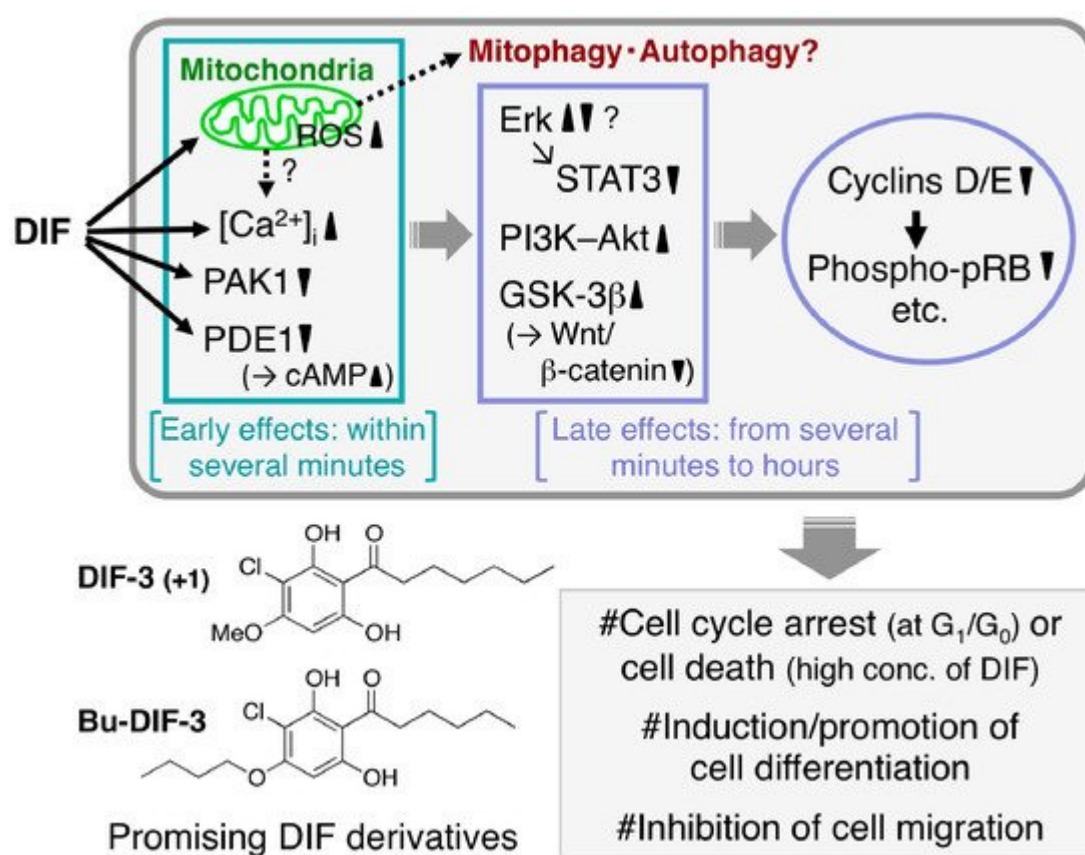 Mitophagy・Autophagy?
Mitochondria
ROS▲
?
DIF
[Ca²⁺]ᵢ▲
PAK1▼
PDE1▼
(→ cAMP▲)
Erk▲▼?
STAT3▼
PI3K–Akt▲
GSK-3β▲
(→ Wnt/
β-catenin▼)
Cyclins D/E▼
Phospho-pRB▼
etc.
[Early effects: within
several minutes]
[Late effects: from several
minutes to hours]
DIF-3 (+1)
OH
O
Cl
MeO
OH
Bu-DIF-3
OH
O
Cl
O
OH
Promising DIF derivatives
#Cell cycle arrest (at G₁/G₀) or
cell death (high conc. of DIF)
#Induction/promotion of
cell differentiation
#Inhibition of cell migration